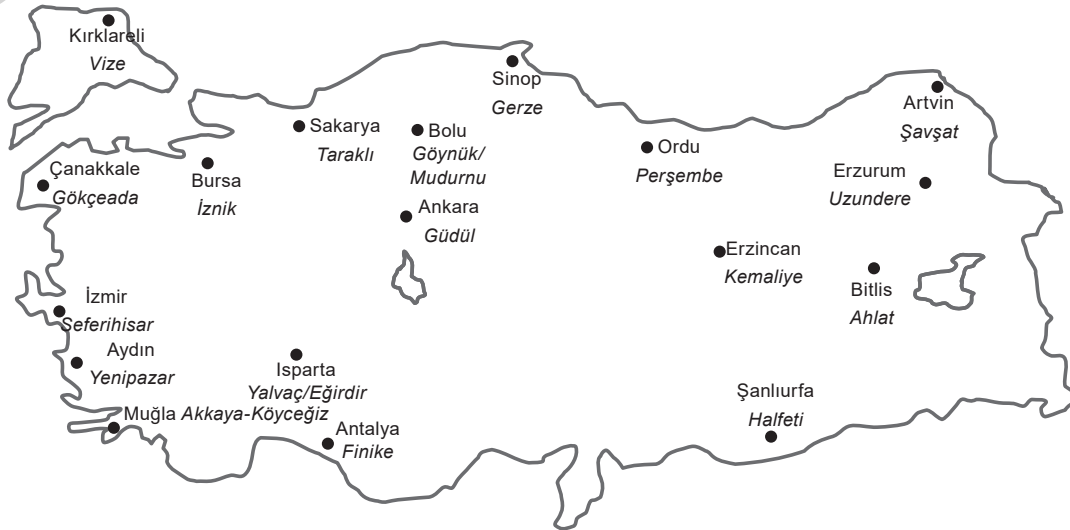 Kırklareli
Vize
Sinop
Gerze
Artvin
Şavşat
Sakarya
Taraklı
Bolu
Göynük/
Mudurnu
Ordu
Perşembe
Çanakkale
Gökçeada
Bursa
İznik
Erzurum
Uzundere
Ankara
Güdül
Erzincan
Kemaliye
Bitlis
Ahlat
İzmir
Seferihisar
Aydın
Yenipazar
Isparta
Yalvaç/Eğirdir
Şanlıurfa
Halfeti
Muğla Akkaya-Köyceğiz
Antalya
Finike